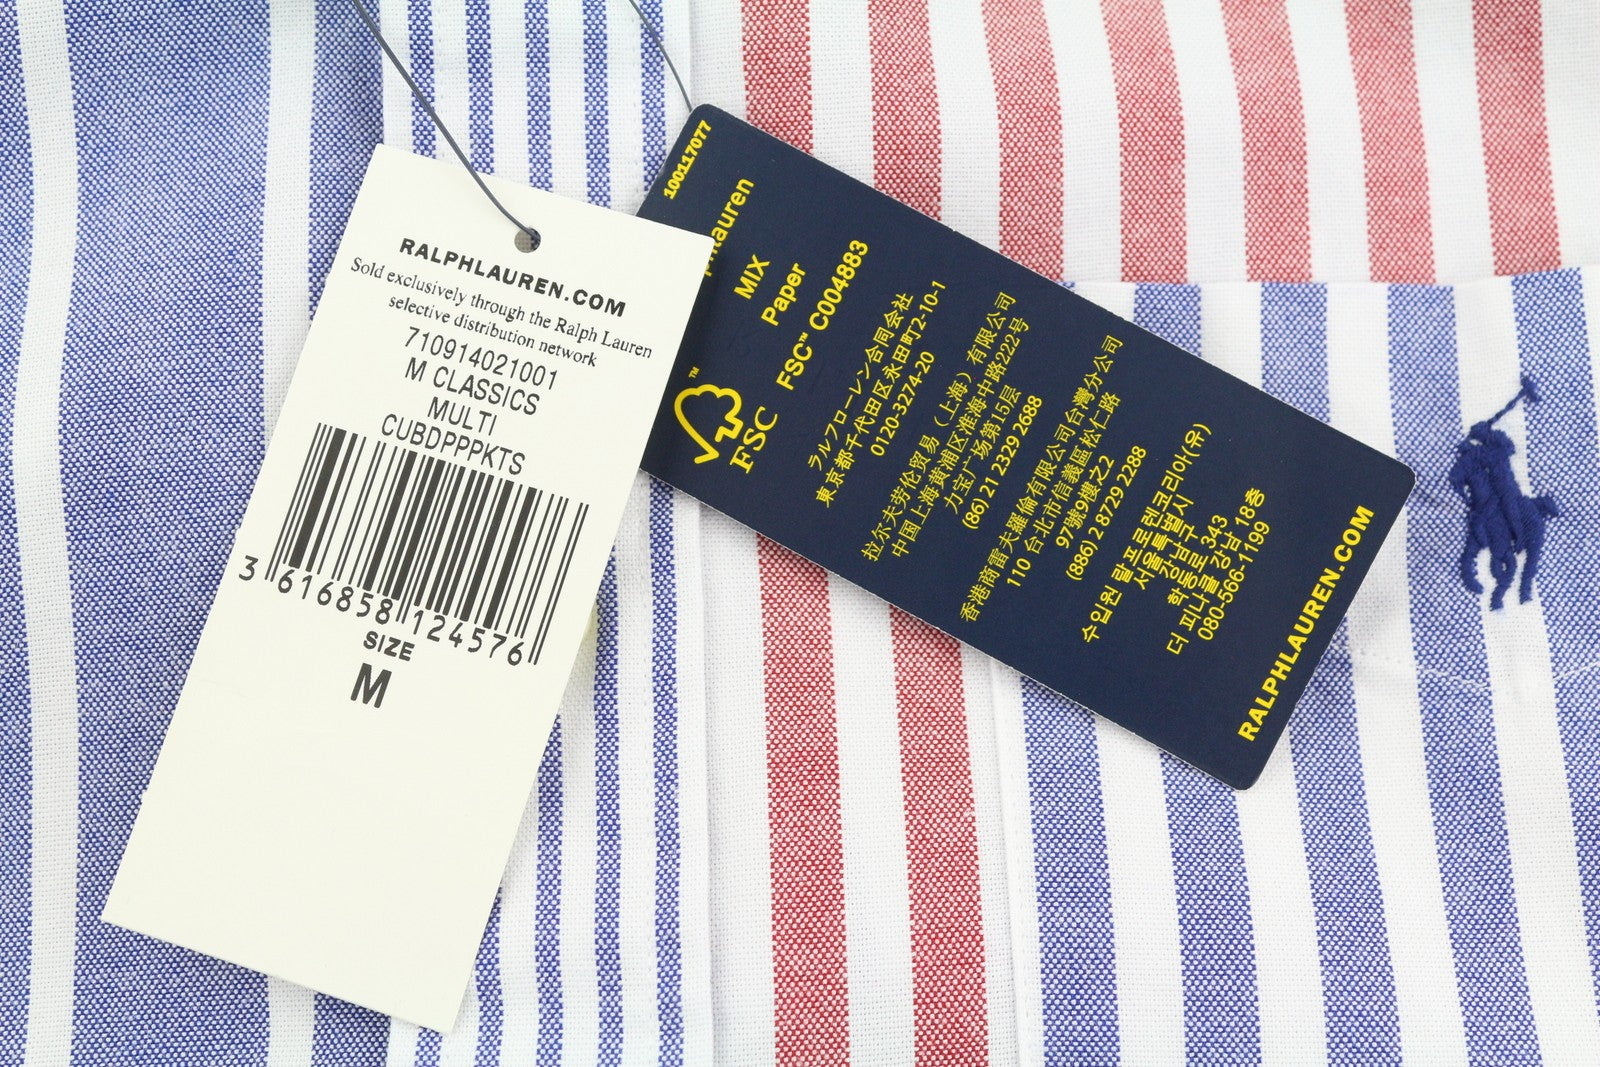 RALPHLAUREN.COM
Sold exclusively through the Ralph Lauren
selective distribution network
710914021001
M CLASSICS
MULTI
CUBDPPPKTS
3 616858 124576
SIZE
M
100117077
lauren
MIX
Paper
FSC™ C004883
™
FSC
ラルフローレン合同会社
東京都千代田区永田町2-10-1
0120-3274-20
拉尔夫劳伦贸易（上海）有限公司
中国上海黄浦区淮海中路222号
力宝广场第15层
(86) 21 2329 2688
香港商雷夫羅倫有限公司台灣分公司
110 台北市信義區松仁路
97號9樓之2
(886) 2 8729 2288
수입원 랄프로렌코리아(유)
서울특별시 
학동로 343
더 피나클 강남 18층
080-566-1199
RALPHLAUREN.COM